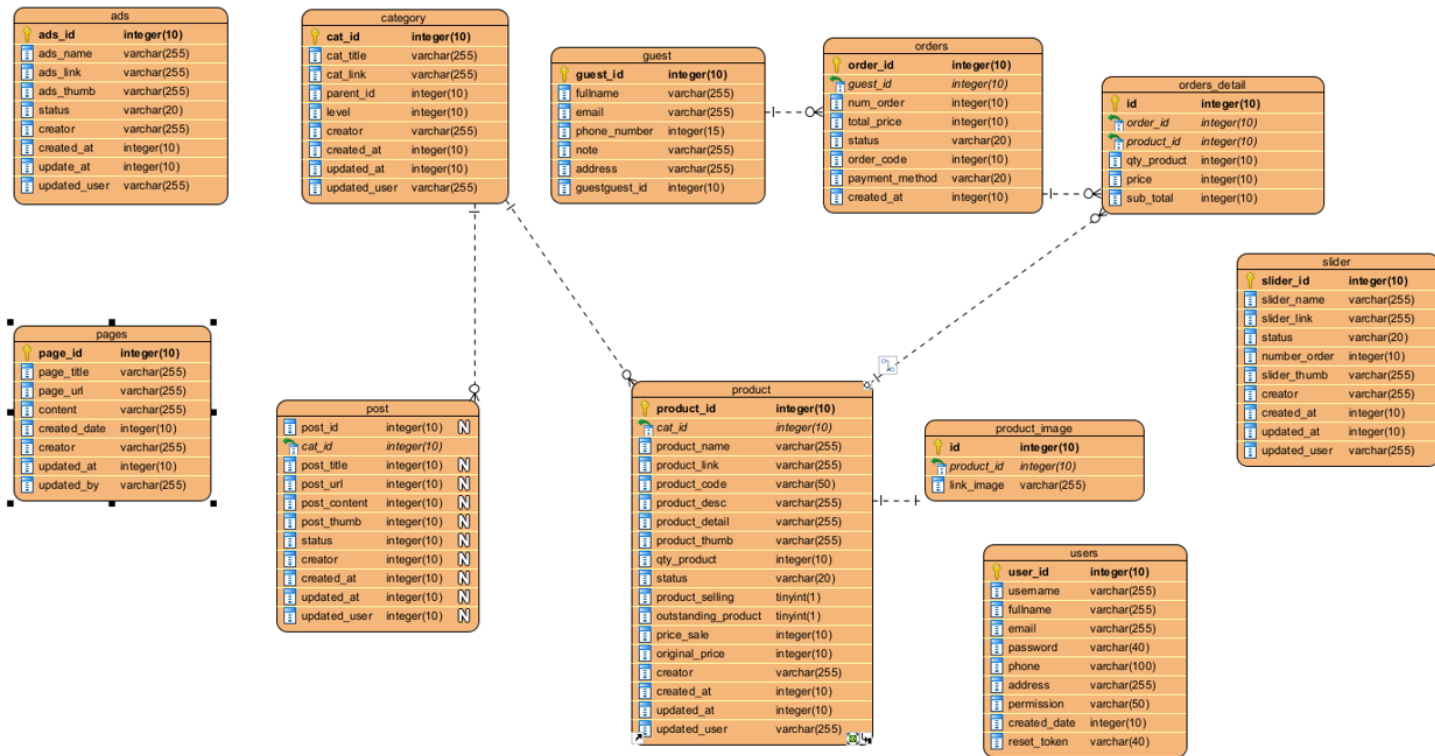 ads
ads_id integer(10)
ads_name varchar(255)
ads_link varchar(255)
ads_thumb varchar(255)
status varchar(20)
creator varchar(255)
created_at integer(10)
update_at integer(10)
updated_user varchar(255)
category
cat_id integer(10)
cat_title varchar(255)
cat_link varchar(255)
parent_id integer(10)
level integer(10)
creator varchar(255)
created_at integer(10)
updated_at integer(10)
updated_user varchar(255)
guest
guest_id integer(10)
fullname varchar(255)
email varchar(255)
phone_number integer(15)
note varchar(255)
address varchar(255)
guestguest_id integer(10)
orders
order_id integer(10)
guest_id integer(10)
num_order integer(10)
total_price integer(10)
status varchar(20)
order_code integer(10)
payment_method varchar(20)
created_at integer(10)
orders_detail
id integer(10)
order_id integer(10)
product_id integer(10)
qty_product integer(10)
price integer(10)
sub_total integer(10)
slider
slider_id integer(10)
slider_name varchar(255)
slider_link varchar(255)
status varchar(20)
number_order integer(10)
slider_thumb varchar(255)
creator varchar(255)
created_at integer(10)
updated_at integer(10)
updated_user varchar(255)
pages
page_id integer(10)
page_title varchar(255)
page_url varchar(255)
content varchar(255)
created_date integer(10)
creator varchar(255)
updated_at integer(10)
updated_by varchar(255)
post
post_id integer(10) N
cat_id integer(10)
post_title integer(10) N
post_url integer(10) N
post_content integer(10) N
post_thumb integer(10) N
status integer(10) N
creator integer(10) N
created_at integer(10) N
updated_at integer(10) N
updated_user integer(10) N
product
product_id integer(10)
cat_id integer(10)
product_name varchar(255)
product_link varchar(255)
product_code varchar(50)
product_desc varchar(255)
product_detail varchar(255)
product_thumb varchar(255)
qty_product integer(10)
status varchar(20)
product_selling tinyint(1)
outstanding_product tinyint(1)
price_sale integer(10)
original_price integer(10)
creator varchar(255)
created_at integer(10)
updated_at integer(10)
updated_user varchar(255)
product_image
id integer(10)
product_id integer(10)
link_image varchar(255)
users
user_id integer(10)
username varchar(255)
fullname varchar(255)
email varchar(255)
password varchar(40)
phone varchar(100)
address varchar(255)
permission varchar(50)
created_date integer(10)
reset_token varchar(40)